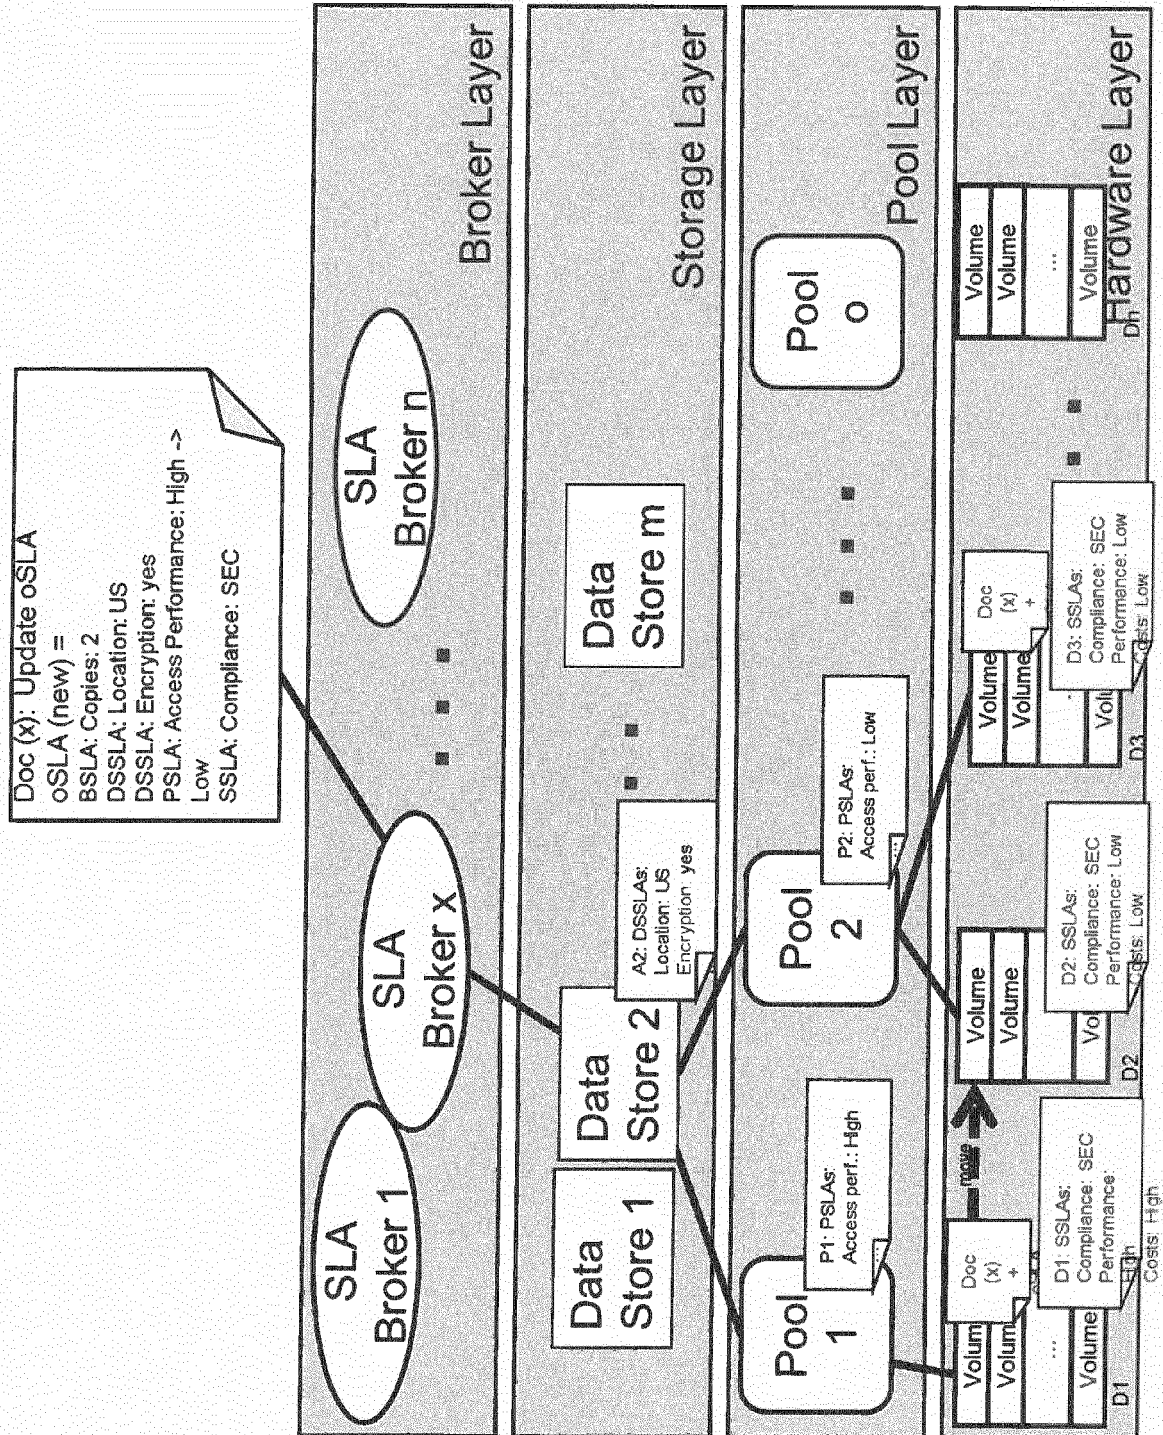 Doc (x): Update oSLA
oSLA (new) =
BSLA: Copies: 2
DSSLA: Location: US
DSSLA: Encryption: yes
PSLA: Access Performance: High ->
Low
SSLA: Compliance: SEC
SLA
Broker 1
SLA
Broker x
SLA
Broker n
Broker Layer
Data
Store 1
Data
Store 2
A2: DSSLAs:
Location: US
Encryption yes
Data
Store m
Storage Layer
Pool
1
P1: PSLAs:
Access perf.: High
...
Pool
2
P2: PSLAs:
Access perf.: Low
...
Pool
o
Pool Layer
Volum
Volum
...
Volume
D1
Doc
(x)
+
D1: SSLAs:
Compliance: SEC
Performance:
High
Costs: High
move
Volume
Volume
Vol
D2
D2: SSLAs:
Compliance: SEC
Performance: Low
Costs: Low
Volume
Volume
Volu
D3
Doc
(x)
+
D3: SSLAs:
Compliance: SEC
Performance: Low
Costs: Low
Volume
Volume
...
Volume
Dn
Hardware Layer